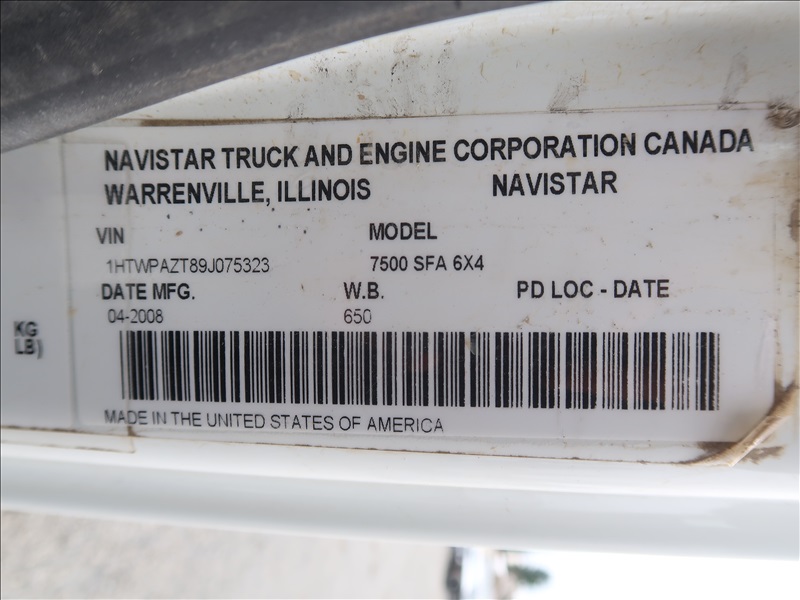 NAVISTAR TRUCK AND ENGINE CORPORATION CANADA
WARRENVILLE, ILLINOIS NAVISTAR
VIN MODEL
1HTWPAZT89J075323 7500 SFA 6X4
DATE MFG. W.B. PD LOC - DATE
04-2008 650
KG
LB)
MADE IN THE UNITED STATES OF AMERICA